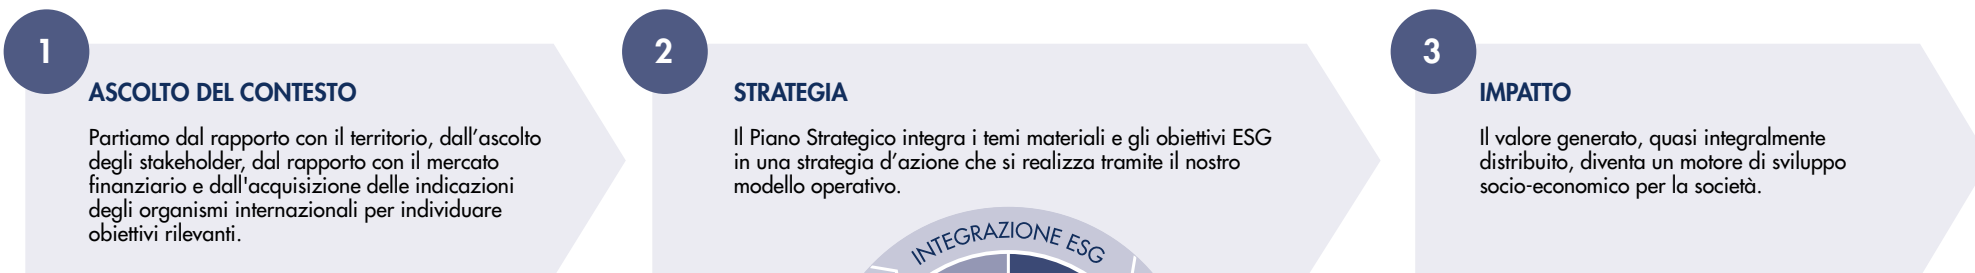 1
ASCOLTO DEL CONTESTO
Partiamo dal rapporto con il territorio, dall'ascolto
degli stakeholder, dal rapporto con il mercato
finanziario e dall'acquisizione delle indicazioni
degli organismi internazionali per individuare
obiettivi rilevanti.
2
STRATEGIA
Il Piano Strategico integra i temi materiali e gli obiettivi ESG
in una strategia d'azione che si realizza tramite il nostro
modello operativo.
INTEGRAZIONE ESG
3
IMPATTO
Il valore generato, quasi integralmente
distribuito, diventa un motore di sviluppo
socio-economico per la società.